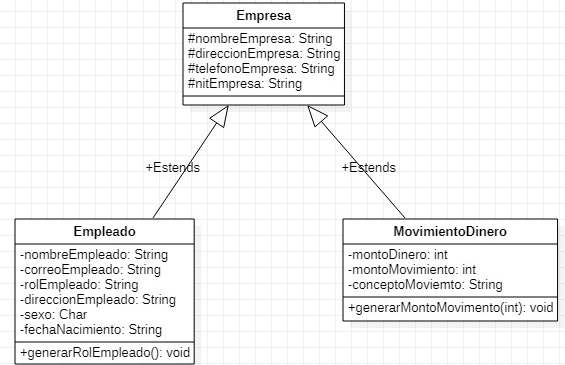 Empresa
#nombreEmpresa: String
#direccionEmpresa: String
#telefonoEmpresa: String
#nitEmpresa: String
+Estends
+Estends
Empleado
-nombreEmpleado: String
-correoEmpleado: String
-rolEmpleado: String
-direccionEmpleado: String
-sexo: Char
-fechaNacimiento: String
+generarRolEmpleado(): void
MovimientoDinero
-montoDinero: int
-montoMovimiento: int
-conceptoMoviemto: String
+generarMontoMovimento(int): void